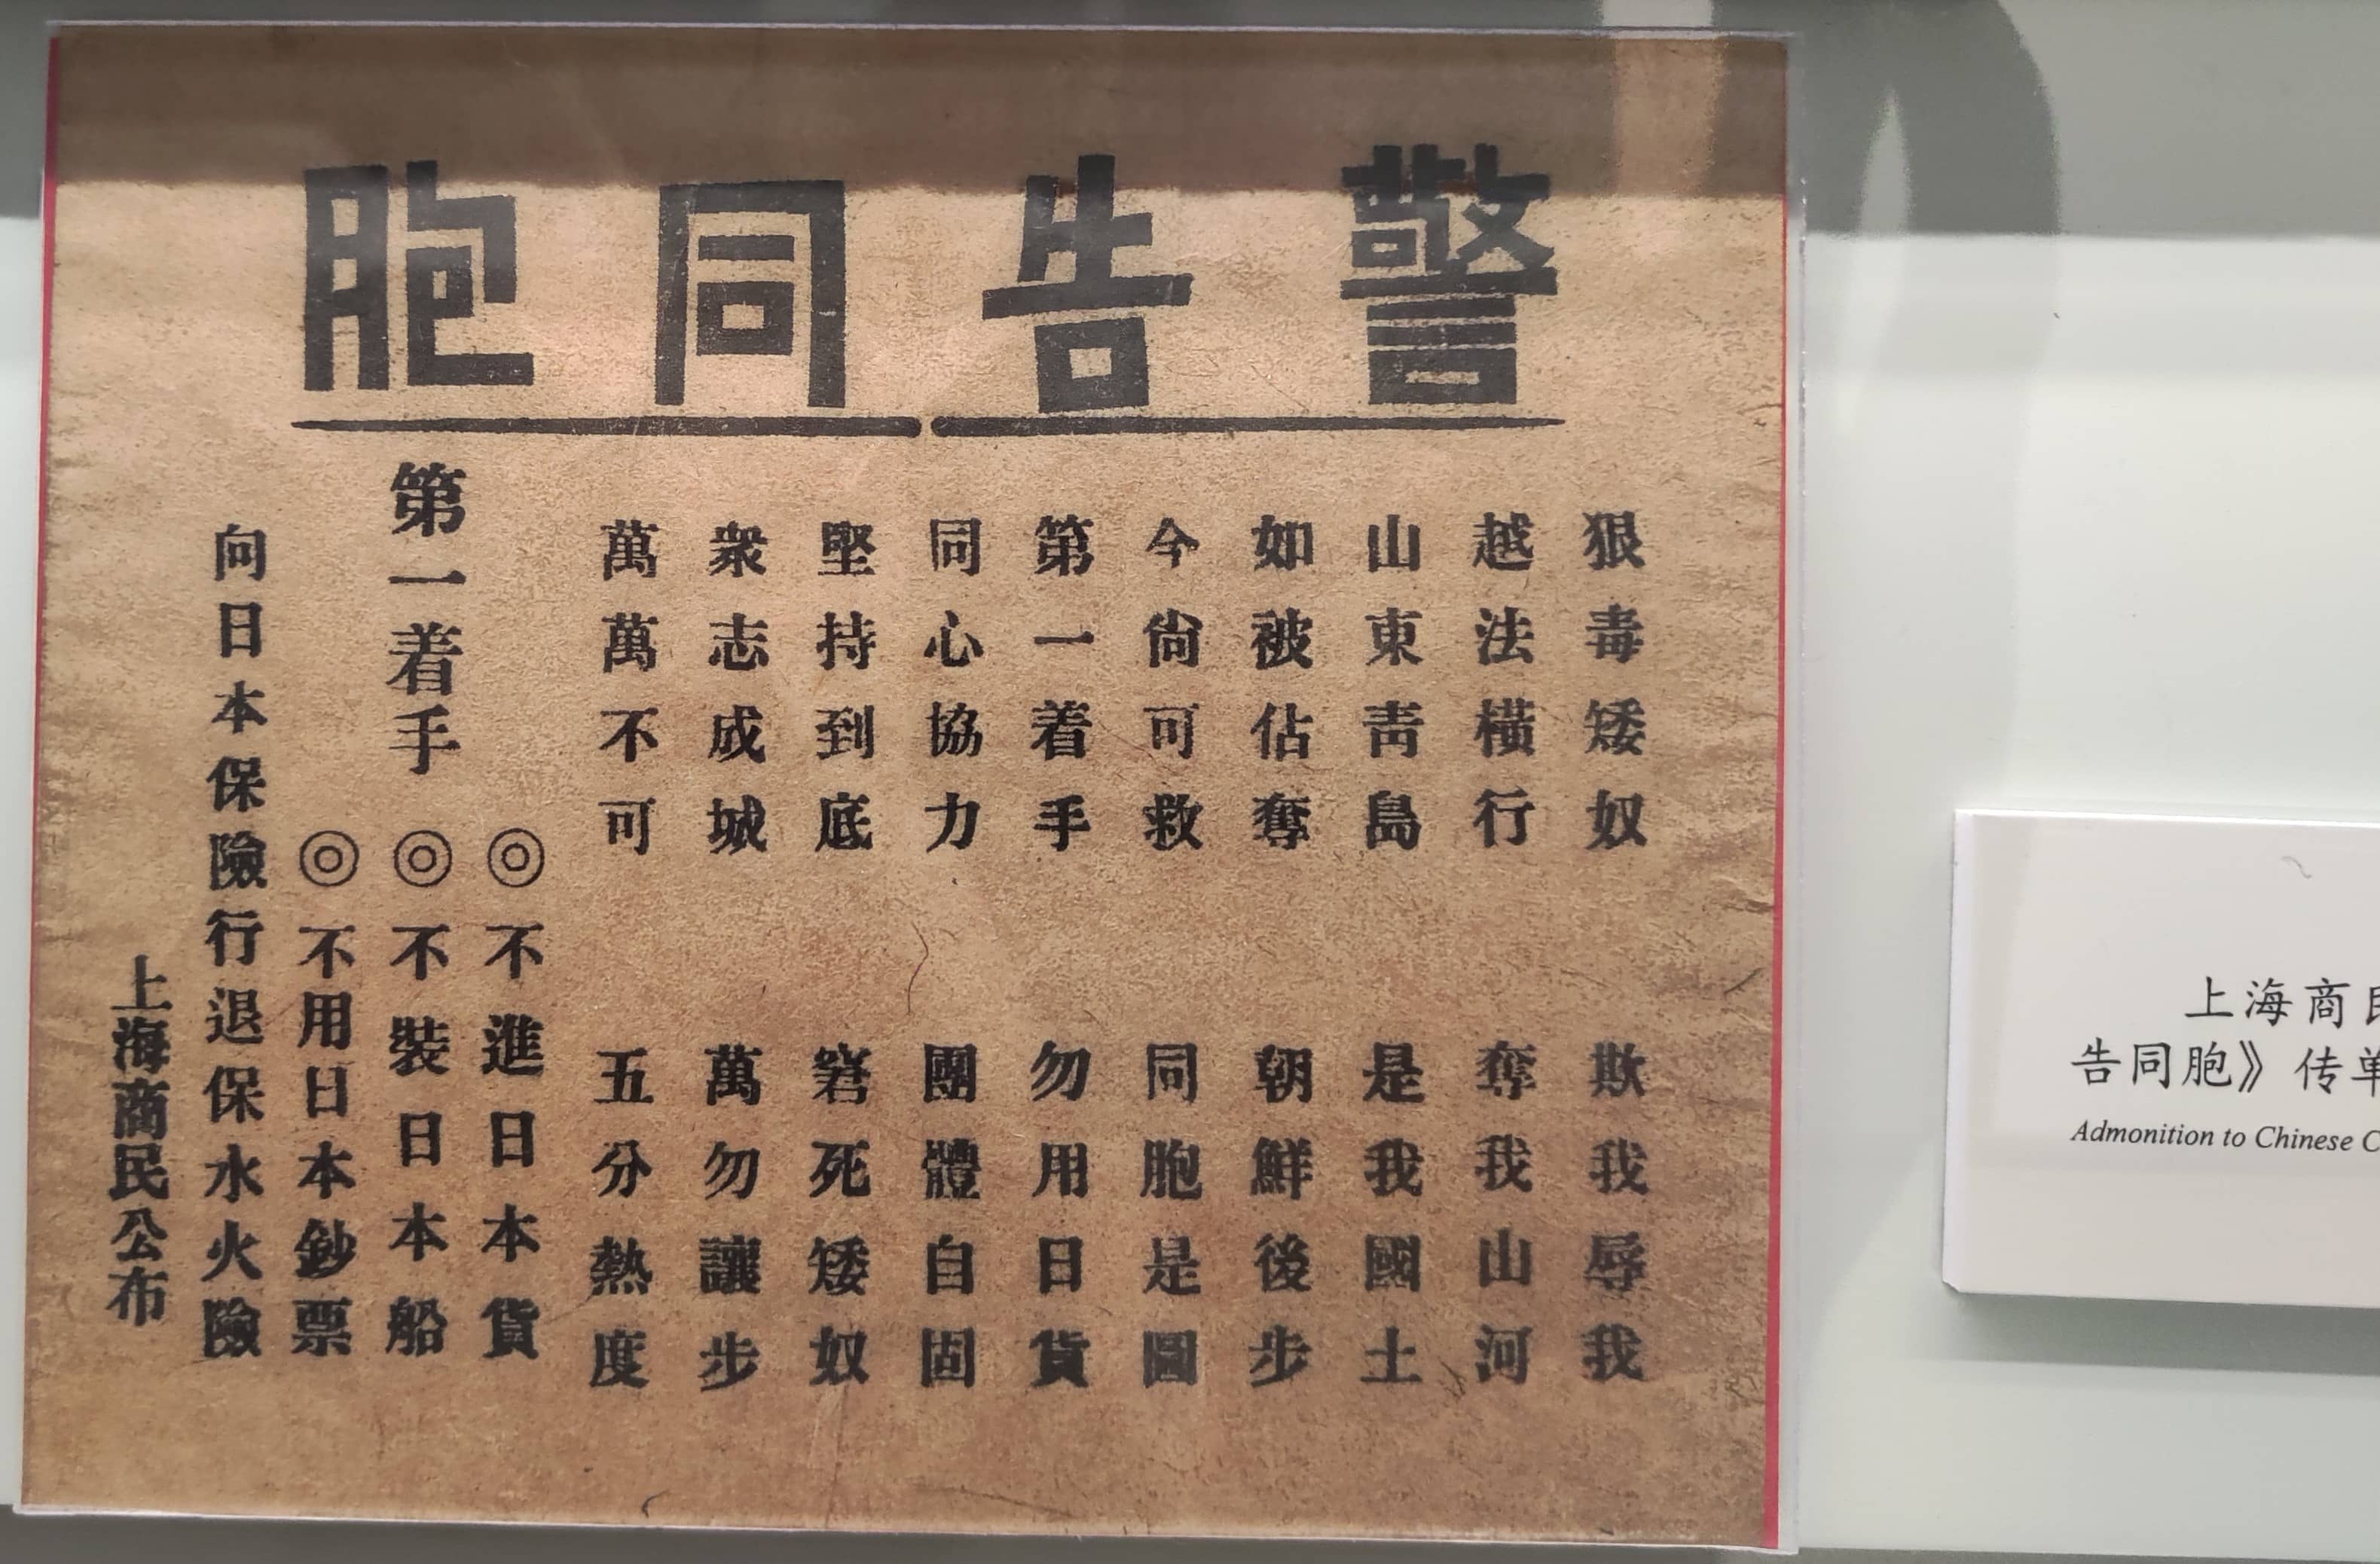 警告同胞
狠毒矮奴 欺我辱我
越法橫行 奪我山河
山東靑島 是我國土
如被佔奪 朝鮮後步
今尙可救 同胞是圖
第一着手 勿用日貨
同心協力 團體自固
堅持到底 窘死矮奴
衆志成城 萬勿讓步
萬萬不可 五分熱度
◎不進日本貨
第一着手 ◎不裝日本船
◎不用日本鈔票
向日本保險行退保水火險
上海商民公布
上海商民
告同胞》传单
Admonition to Chinese C